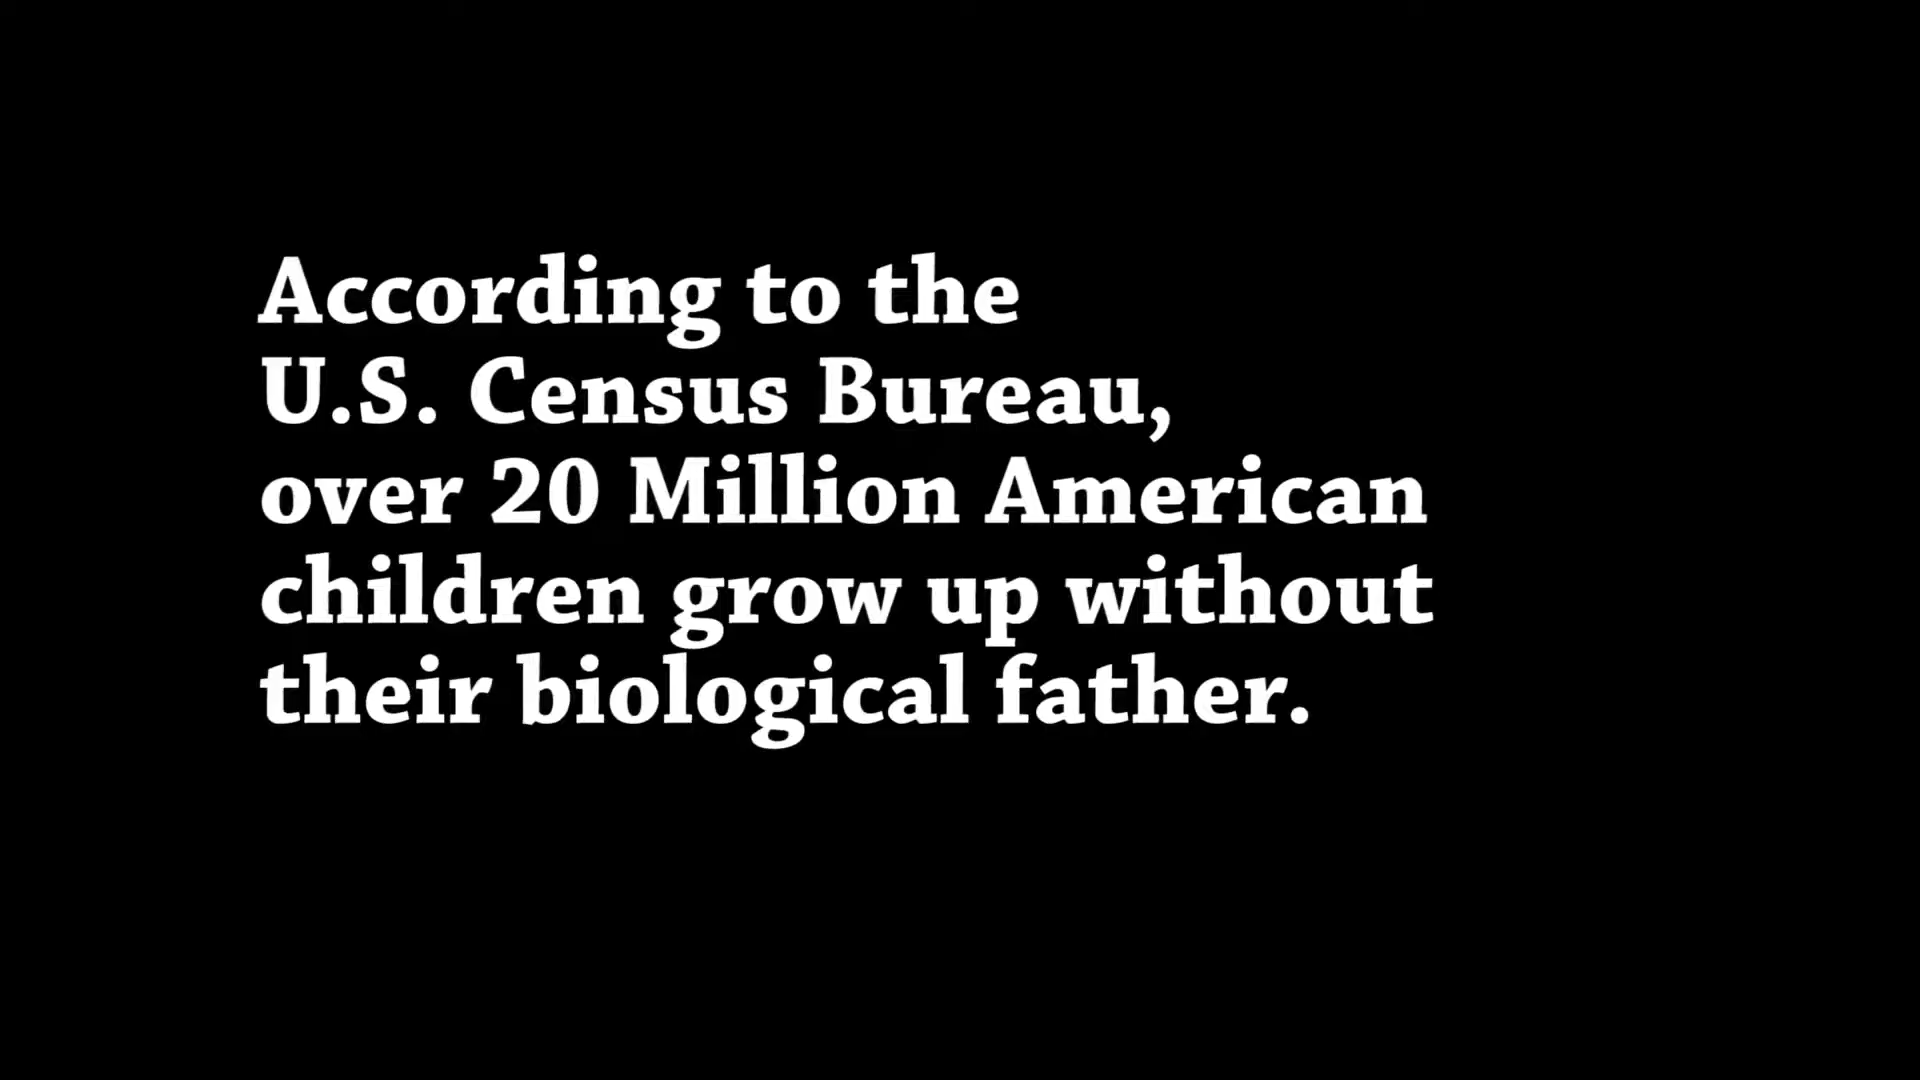 According to the
U.S. Census Bureau,
over 20 Million American
children grow up without
their biological father.